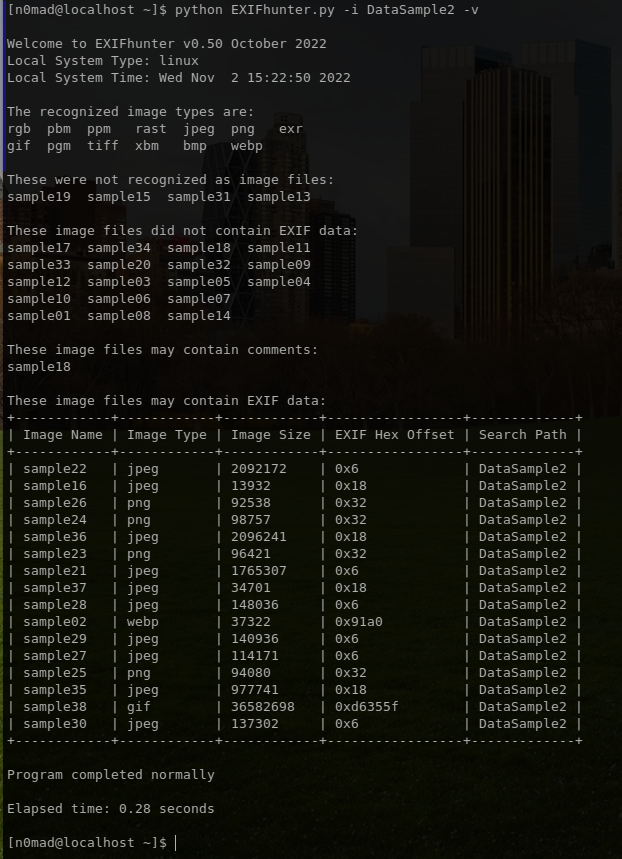 [n0mad@localhost ~]$ python EXIFhunter.py -i DataSample2 -v

Welcome to EXIFhunter v0.50 October 2022
Local System Type: linux
Local System Time: Wed Nov  2 15:22:50 2022

The recognized image types are:
rgb  pbm  ppm   rast  jpeg  png   exr
gif  pgm  tiff  xbm   bmp   webp

These were not recognized as image files:
sample19  sample15  sample31  sample13

These image files did not contain EXIF data:
sample17  sample34  sample18  sample11
sample33  sample20  sample32  sample09
sample12  sample03  sample05  sample04
sample10  sample06  sample07
sample01  sample08  sample14

These image files may contain comments:
sample18

These image files may contain EXIF data:
+------------+------------+------------+-----------------+-------------+
| Image Name | Image Type | Image Size | EXIF Hex Offset | Search Path |
+------------+------------+------------+-----------------+-------------+
| sample22   | jpeg       | 2092172    | 0x6             | DataSample2 |
| sample16   | jpeg       | 13932      | 0x18            | DataSample2 |
| sample26   | png        | 92538      | 0x32            | DataSample2 |
| sample24   | png        | 98757      | 0x32            | DataSample2 |
| sample36   | jpeg       | 2096241    | 0x18            | DataSample2 |
| sample23   | png        | 96421      | 0x32            | DataSample2 |
| sample21   | jpeg       | 1765307    | 0x6             | DataSample2 |
| sample37   | jpeg       | 34701      | 0x18            | DataSample2 |
| sample28   | jpeg       | 148036     | 0x6             | DataSample2 |
| sample02   | webp       | 37322      | 0x91a0          | DataSample2 |
| sample29   | jpeg       | 140936     | 0x6             | DataSample2 |
| sample27   | jpeg       | 114171     | 0x6             | DataSample2 |
| sample25   | png        | 94080      | 0x32            | DataSample2 |
| sample35   | jpeg       | 977741     | 0x18            | DataSample2 |
| sample38   | gif        | 36582698   | 0xd6355f        | DataSample2 |
| sample30   | jpeg       | 137302     | 0x6             | DataSample2 |
+------------+------------+------------+-----------------+-------------+

Program completed normally

Elapsed time: 0.28 seconds

[n0mad@localhost ~]$